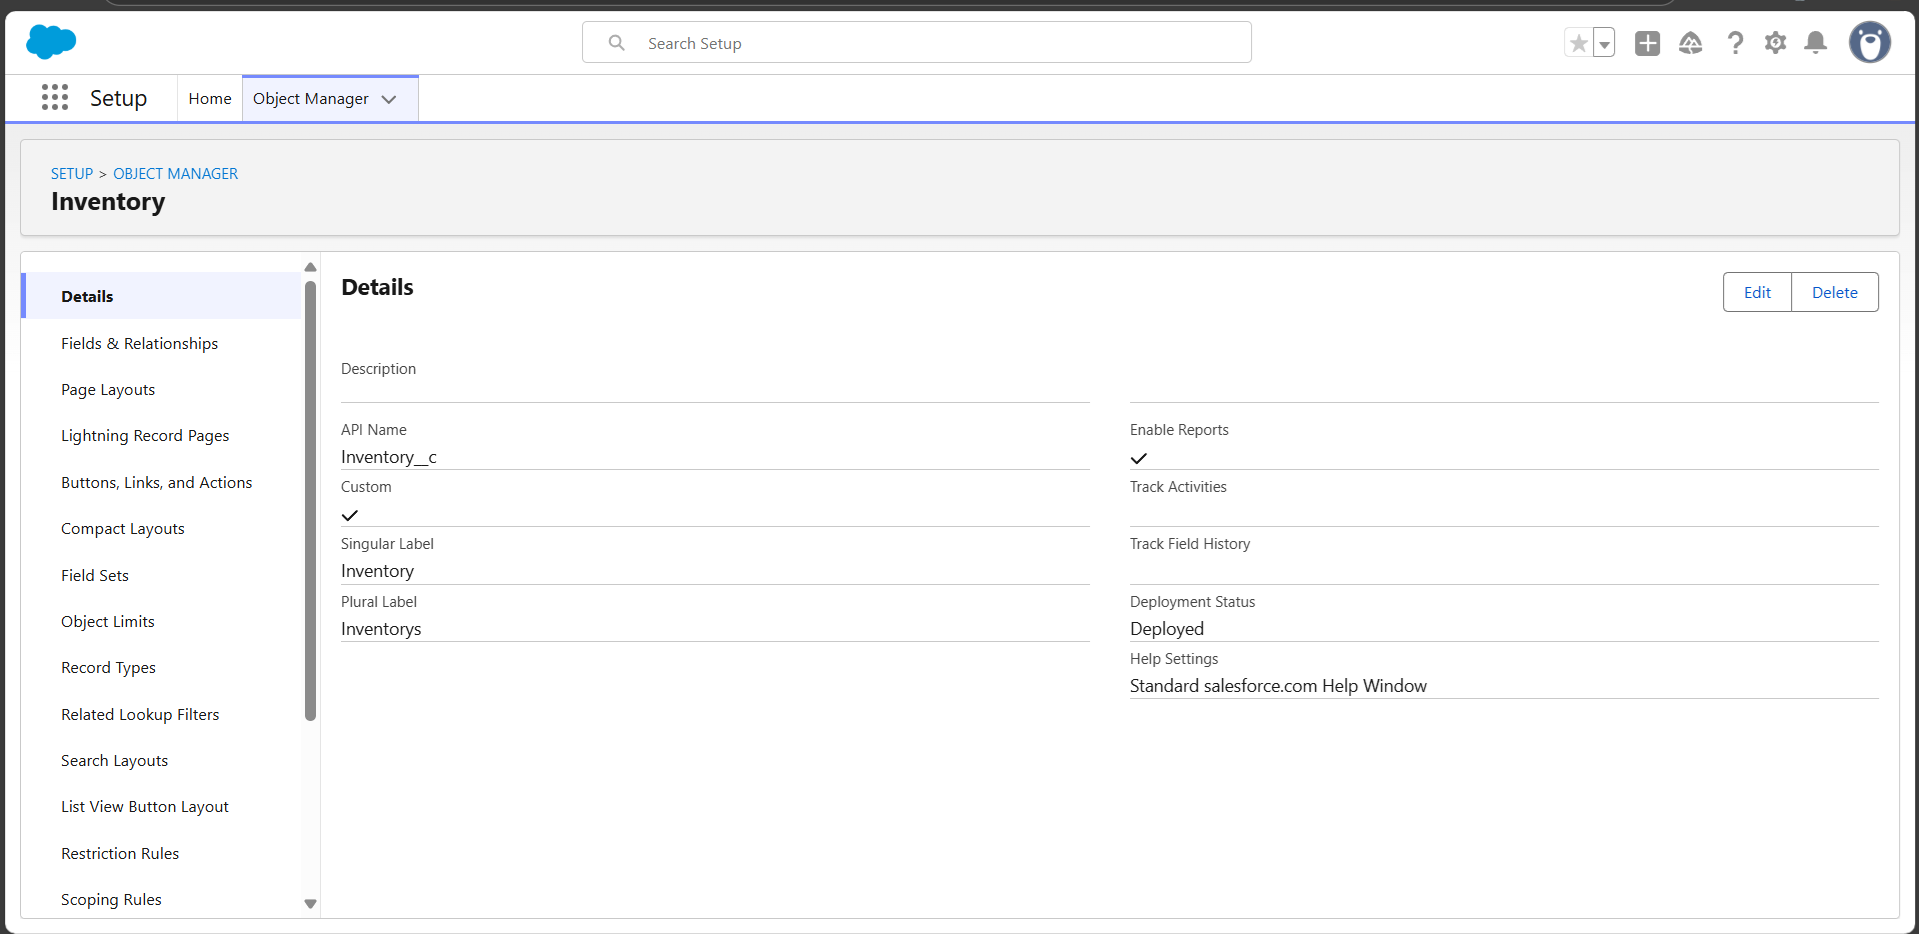 Search Setup
Setup
Home
Object Manager
SETUP > OBJECT MANAGER
Inventory
Details
Fields & Relationships
Page Layouts
Lightning Record Pages
Buttons, Links, and Actions
Compact Layouts
Field Sets
Object Limits
Record Types
Related Lookup Filters
Search Layouts
List View Button Layout
Restriction Rules
Scoping Rules
Details
Edit
Delete
Description
API Name
Inventory__c
Custom
Singular Label
Inventory
Plural Label
Inventorys
Enable Reports
Track Activities
Track Field History
Deployment Status
Deployed
Help Settings
Standard salesforce.com Help Window